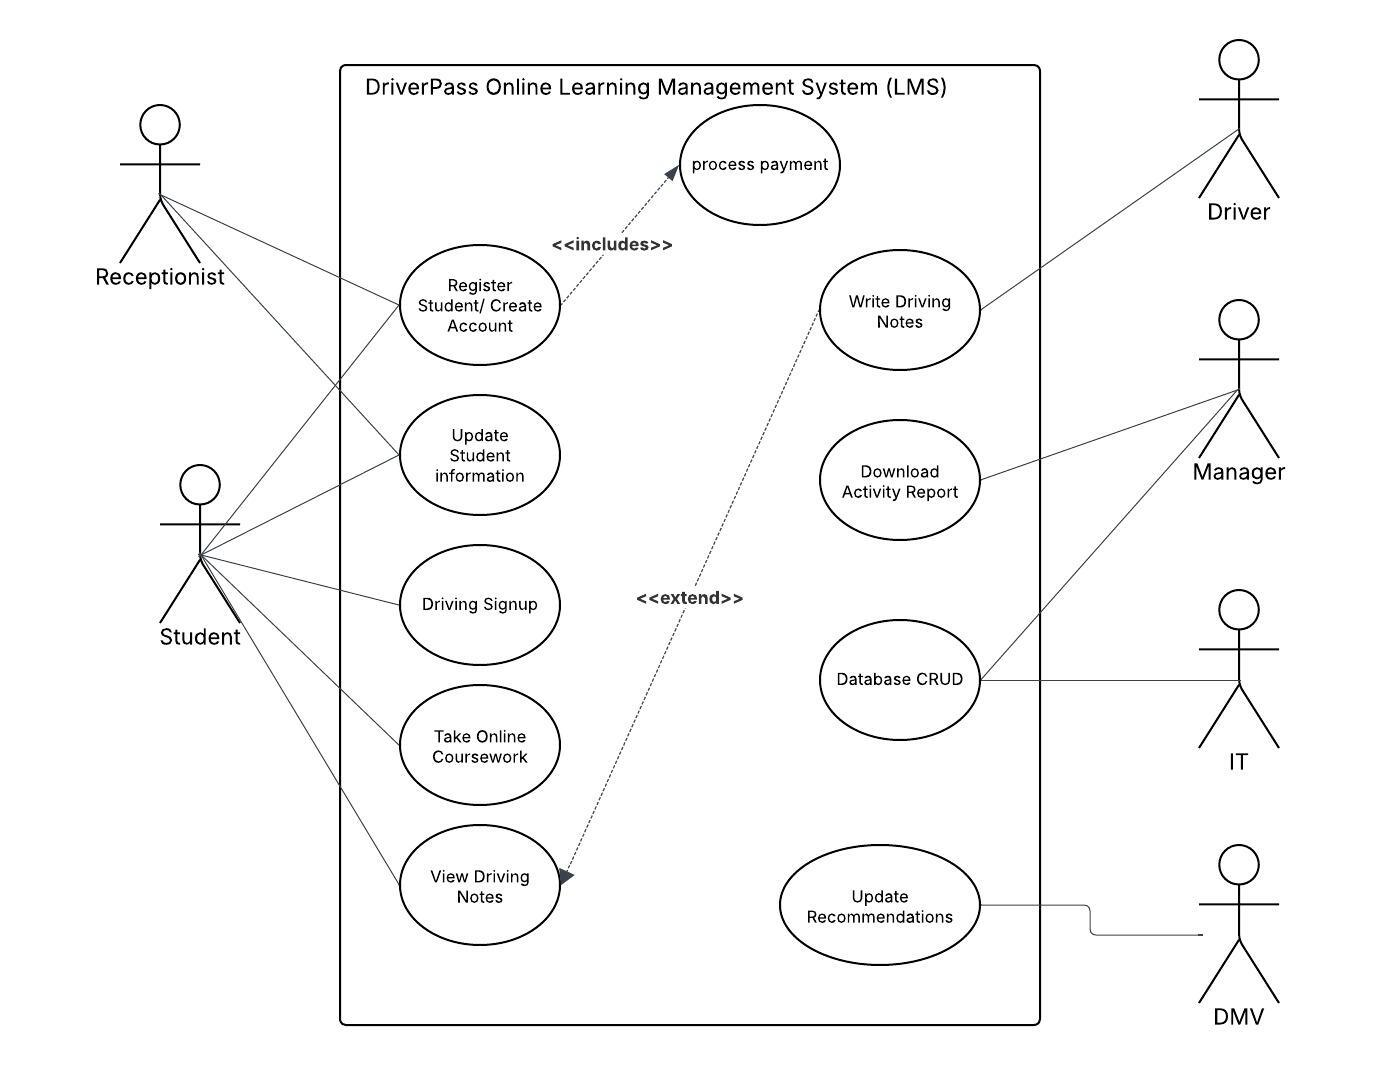 DriverPass Online Learning Management System (LMS)
process payment
Driver
<<includes>>
Receptionist
Register
Student/ Create
Account
Write Driving
Notes
Update
Student
information
Download
Activity Report
Manager
Driving Signup
<<extend>>
Student
Database CRUD
IT
Take Online
Coursework
View Driving
Notes
Update
Recommendations
DMV